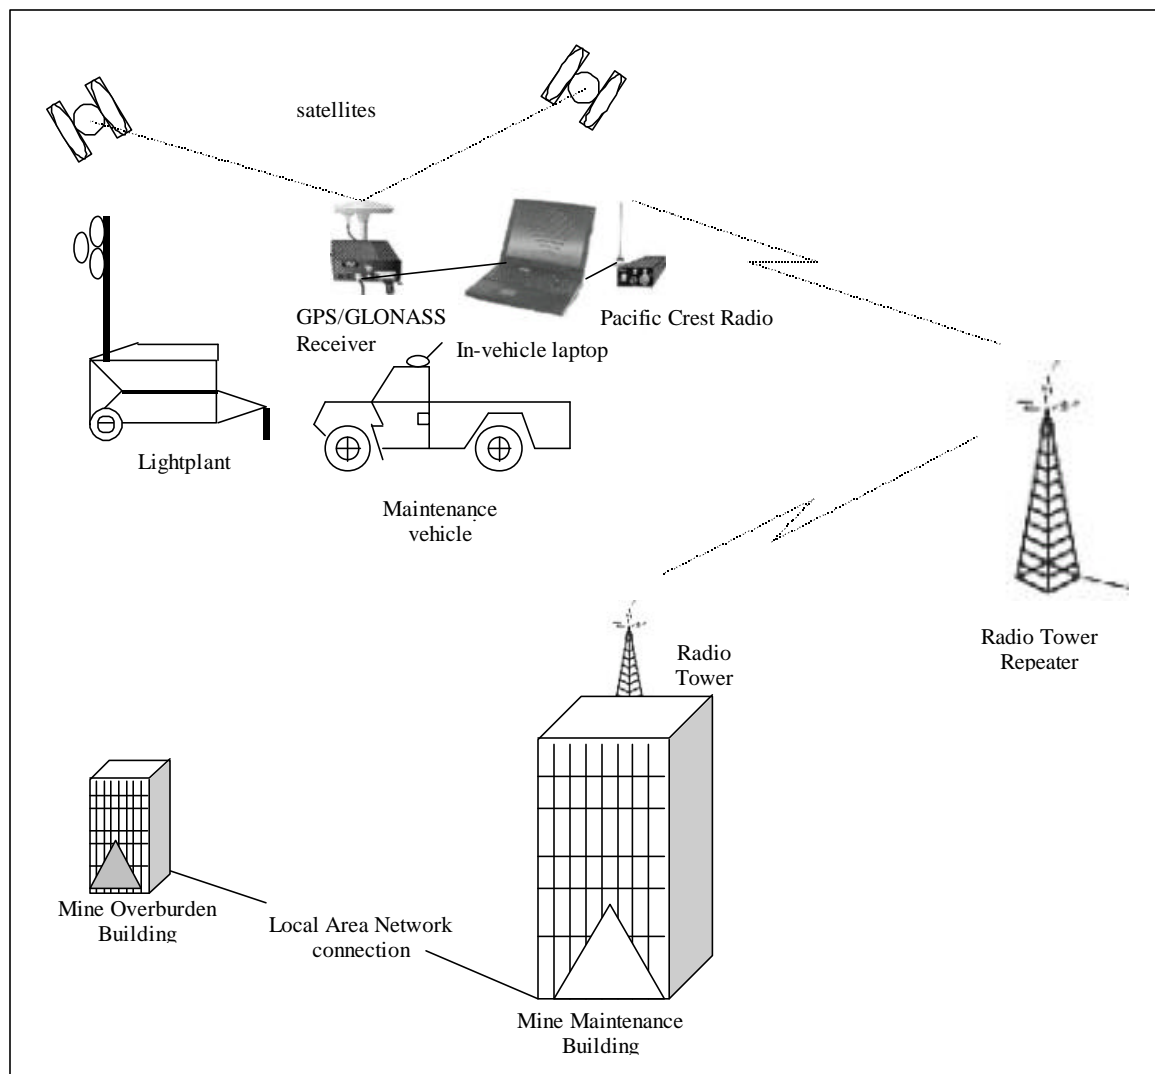 satellites
GPS/GLONASS
Receiver
Pacific Crest Radio
In-vehicle laptop
Lightplant
Maintenance
vehicle
Radio Tower
Repeater
Radio
Tower
Mine Overburden
Building
Local Area Network
connection
Mine Maintenance
Building